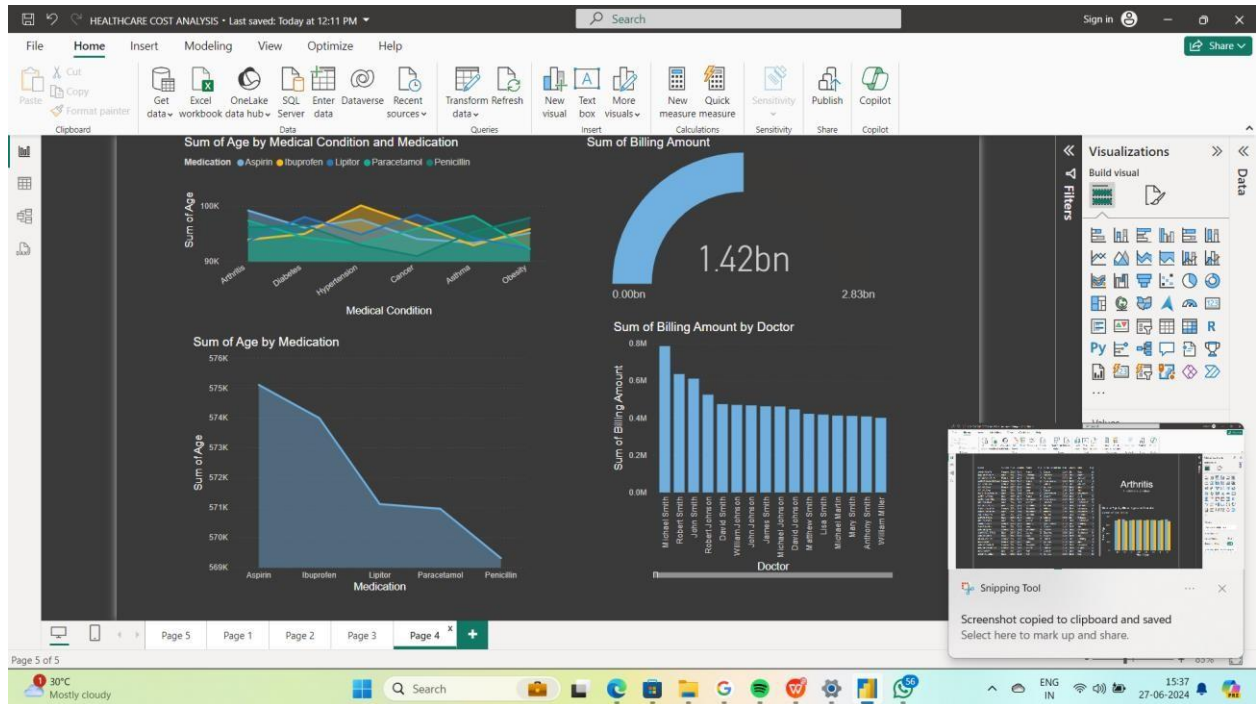 HEALTHCARE COST ANALYSIS • Last saved: Today at 12:11 PM
Search
Sign in
File Home Insert Modeling View Optimize Help
Share
Paste
Cut
Copy
Format painter
Get data
Excel workbook
OneLake data hub
SQL Server
Enter data
Dataverse
Recent sources
Transform data
Refresh
New visual
Text box
More visuals
New measure
Quick measure
Sensitivity
Publish
Copilot
Clipboard
Data
Queries
Insert
Calculations
Sensitivity
Share
Copilot
Sum of Age by Medical Condition and Medication
Medication Aspirin Ibuprofen Lipitor Paracetamol Penicillin
Sum of Age
100K
90K
Arthritis Diabetes Hypertension Cancer Asthma Obesity
Medical Condition
Sum of Billing Amount
1.42bn
0.00bn 2.83bn
Sum of Age by Medication
Sum of Age
576K
575K
574K
573K
572K
571K
570K
569K
Aspirin Ibuprofen Lipitor Paracetamol Penicillin
Medication
Sum of Billing Amount by Doctor
Sum of Billing Amount
0.8M
0.6M
0.4M
0.2M
0.0M
Michael Smith
Robert Smith
John Smith
Robert Johnson
David Smith
William Johnson
John Johnson
James Smith
Michael Johnson
David Johnson
Matthew Smith
Lisa Smith
Michael Martin
Mary Smith
Anthony Smith
William Miller
Doctor
Filters
Visualizations
Build visual
Data
R
Py
123
...
Arthritis
Snipping Tool
Screenshot copied to clipboard and saved
Select here to mark up and share.
Page 5 Page 1 Page 2 Page 3 Page 4
Page 5 of 5
1
30°C
Mostly cloudy
Search
56
ENG
IN
15:37
27-06-2024
PRE